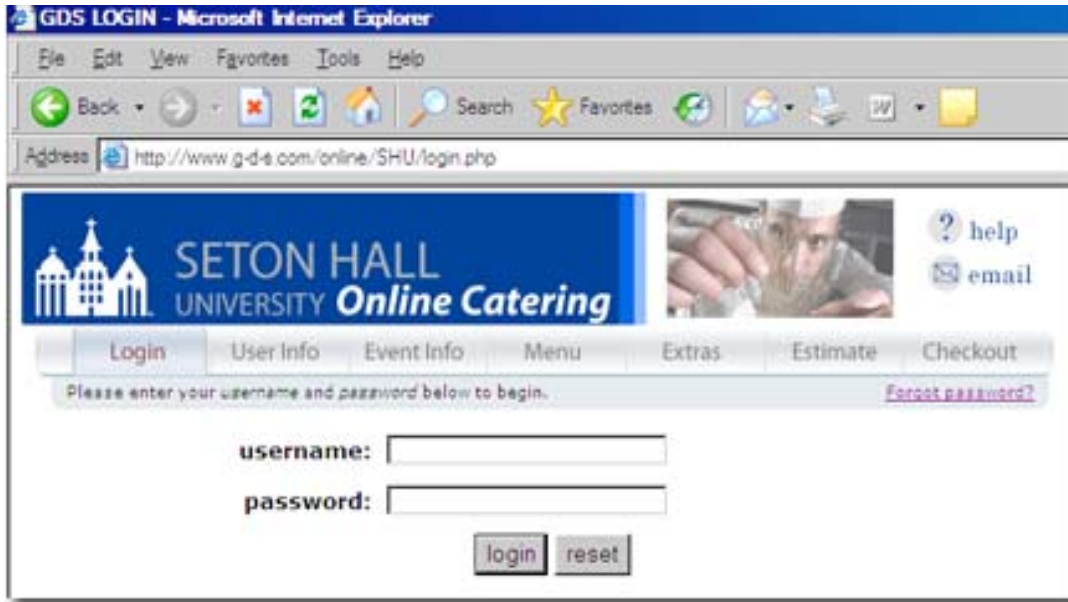 GDS LOGIN - Microsoft Internet Explorer
File Edit View Favorites Tools Help
Back Search Favorites W
Address http://www.g-d-s.com/online/SHU/login.php
SETON HALL
UNIVERSITY Online Catering
? help
email
Login User Info Event Info Menu Extras Estimate Checkout
Please enter your username and password below to begin. Forgot password?
username:
password:
login reset